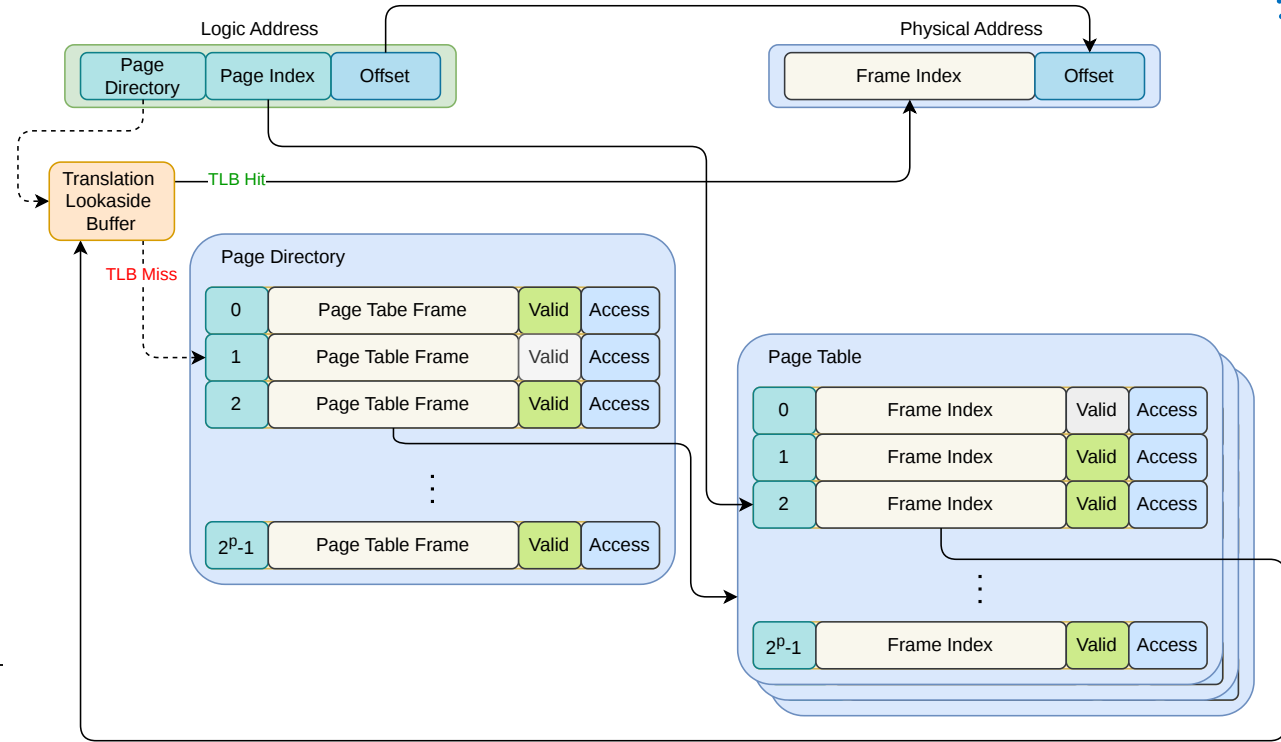 Logic Address
Physical Address
Page
Directory
Page Index
Offset
Frame Index
Offset
Translation
Lookaside
Buffer
TLB Hit
TLB Miss
Page Directory
0 Page Tabe Frame Valid Access
1 Page Table Frame Valid Access
2 Page Table Frame Valid Access
⋮
2ᵖ-1 Page Table Frame Valid Access
Page Table
0 Frame Index Valid Access
1 Frame Index Valid Access
2 Frame Index Valid Access
⋮
2ᵖ-1 Frame Index Valid Access